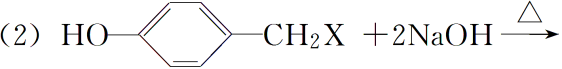 （2）HO—CH₂X ＋2NaOH △